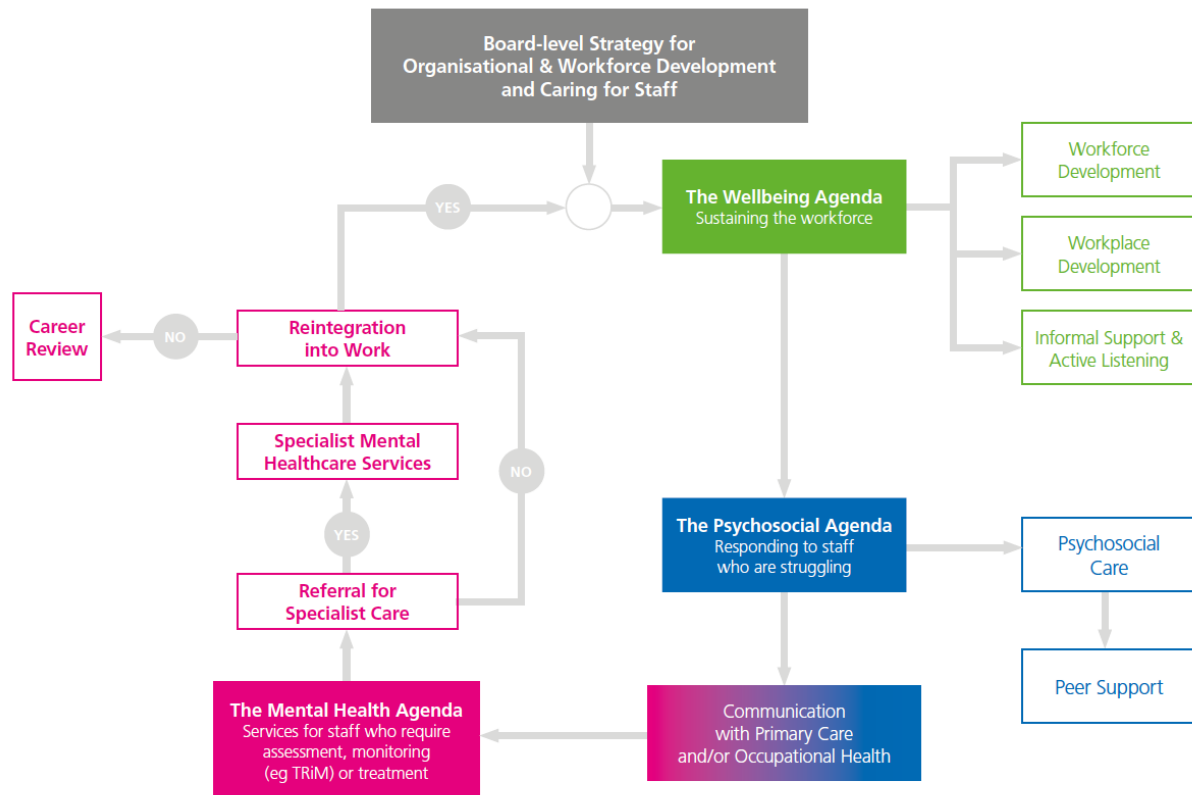 Board-level Strategy for
Organisational & Workforce Development
and Caring for Staff
Workforce
Development
The Wellbeing Agenda
Sustaining the workforce
YES
Workplace
Development
Career
Review
NO
Reintegration
into Work
Informal Support &
Active Listening
Specialist Mental
Healthcare Services
NO
YES
The Psychosocial Agenda
Responding to staff
who are struggling
Psychosocial
Care
Referral for
Specialist Care
Peer Support
The Mental Health Agenda
Services for staff who require
assessment, monitoring
(eg TRiM) or treatment
Communication
with Primary Care
and/or Occupational Health